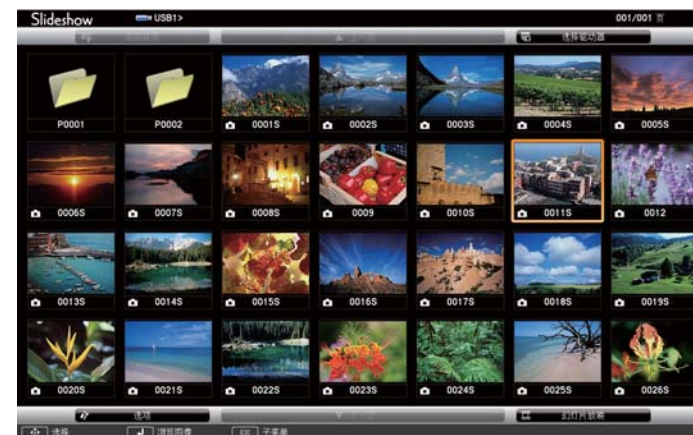 Slideshow USB1> 001/001 页
选择驱动器
P0001 P0002 0001S 0002S 0003S 0004S 0005S
0006S 0007S 0008S 0009 0010S 0011S 0012
0013S 0014S 0015S 0016S 0017S 0018S 0019S
0020S 0021S 0022S 0023S 0024S 0025S 0026S
选项 幻灯片放映
选择 浏览图像 Esc 子菜单